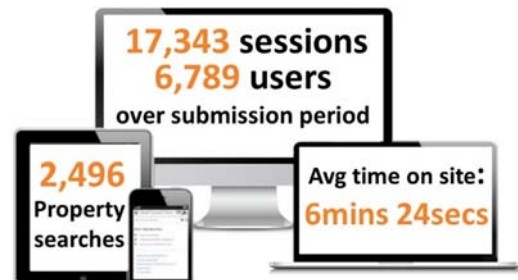 17,343 sessions
6,789 users
over submission period
2,496
Property
searches
Avg time on site:
6mins 24secs